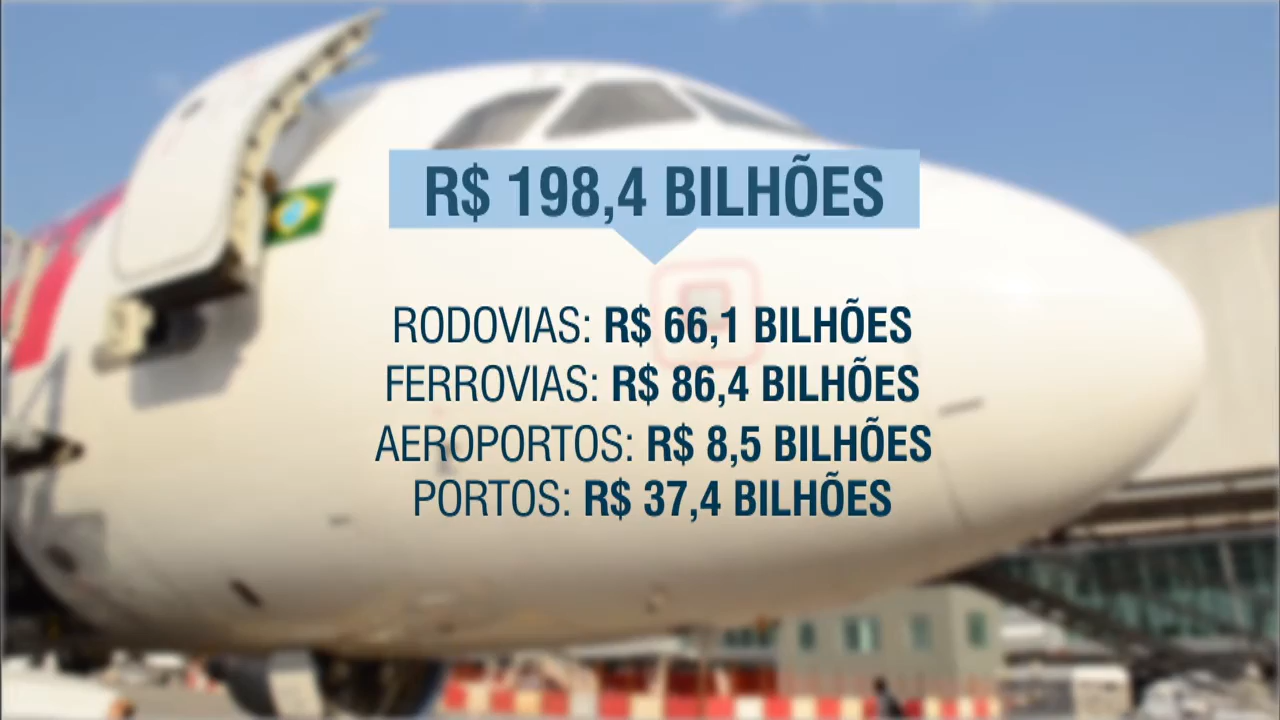 R$ 198,4 BILHÕES
RODOVIAS: R$ 66,1 BILHÕES
FERROVIAS: R$ 86,4 BILHÕES
AEROPORTOS: R$ 8,5 BILHÕES
PORTOS: R$ 37,4 BILHÕES